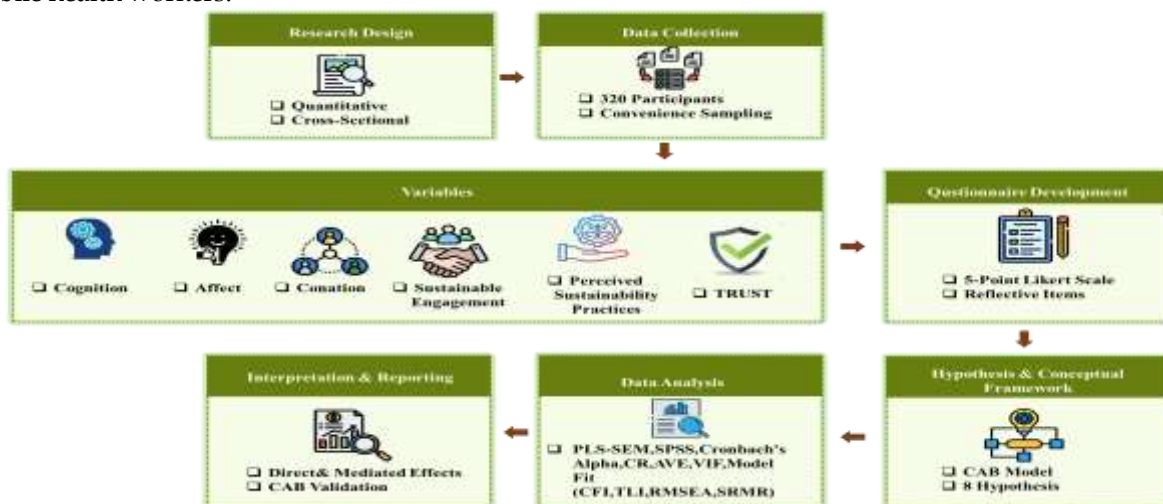 Research Design
❑ Quantitative
❑ Cross-Sectional
Data Collection
❑ 320 Participants
❑ Convenience Sampling
Variables
❑ Cognition
❑ Affect
❑ Conation
❑ Sustainable
Engagement
❑ Perceived
Sustainability
Practices
❑ TRUST
Qustionnaire Development
❑ 5-Point Likert Scale
❑ Reflective Items
Hypothesis & Conceptual
Framework
❑ CAB Model
❑ 8 Hypothesis
Data Analysis
❑ PLS-SEM,SPSS,Cronbach's
Alpha,CR,AVE,VIF,Model
Fit
(CFI,TLI,RMSEA,SRMR)
Interpretation & Reporting
❑ Direct& Mediated Effects
❑ CAB Validation